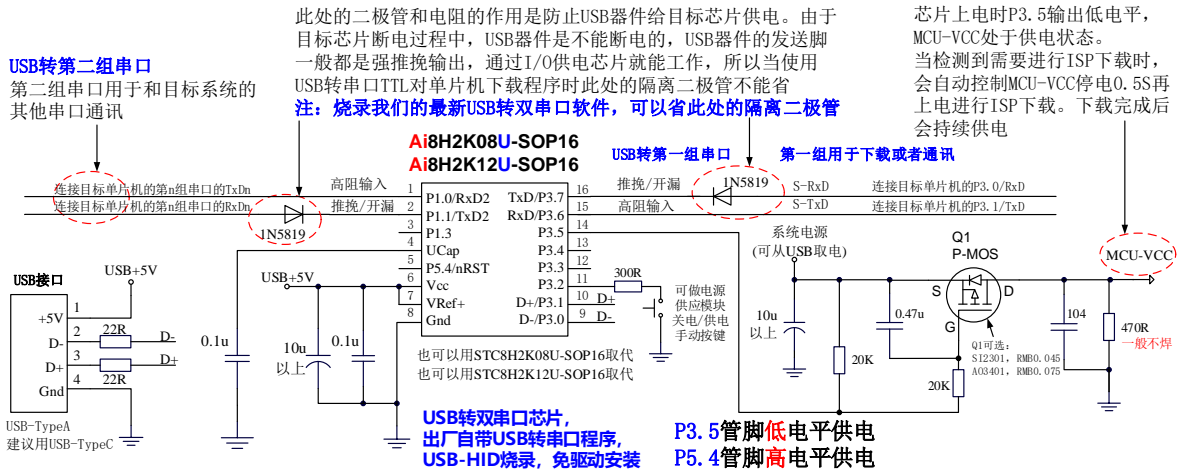 此处的二极管和电阻的作用是防止USB器件给目标芯片供电。由于
目标芯片断电过程中，USB器件是不能断电的，USB器件的发送脚
一般都是强推挽输出，通过I/O供电芯片就能工作，所以当使用
USB转串口TTL对单片机下载程序时此处的隔离二极管不能省
注：烧录我们的最新USB转双串口软件，可以省此处的隔离二极管
芯片上电时P3.5输出低电平，
MCU-VCC处于供电状态。
当检测到需要进行ISP下载时，
会自动控制MCU-VCC停电0.5S再
上电进行ISP下载。下载完成后
会持续供电
USB转第二组串口
第二组串口用于和目标系统的
其他串口通讯
Ai8H2K08U-SOP16
Ai8H2K12U-SOP16
USB转第一组串口
第一组用于下载或者通讯
连接目标单片机的第n组串口的TxDn
高阻输入
连接目标单片机的第n组串口的RxDn
推挽/开漏
1N5819
1 P1.0/RxD2
2 P1.1/TxD2
3 P1.3
4 UCap
5 P5.4/nRST
6 Vcc
7 VRef+
8 Gnd
TxD/P3.7 16
RxD/P3.6 15
P3.5 14
P3.4 13
P3.3 12
P3.2 11
D+/P3.1 10 D+
D-/P3.0 9 D-
推挽/开漏
1N5819
S-RxD
连接目标单片机的P3.0/RxD
高阻输入
S-TxD
连接目标单片机的P3.1/TxD
USB接口
USB+5V
+5V 1
D- 2 22R D-
D+ 3 22R D+
Gnd 4
USB-TypeA
建议用USB-TypeC
0.1u
USB+5V
10u
以上
0.1u
300R
可做电源
供应模块
关电/供电
手动按键
系统电源
(可从USB取电)
10u
以上
20K
0.47u
20K
Q1
P-MOS
S
D
G
Q1可选：
SI2301, RMB0.045
AO3401, RMB0.075
MCU-VCC
104
470R
一般不焊
也可以用STC8H2K08U-SOP16取代
也可以用STC8H2K12U-SOP16取代
USB转双串口芯片，
出厂自带USB转串口程序，
USB-HID烧录，免驱动安装
P3.5管脚低电平供电
P5.4管脚高电平供电